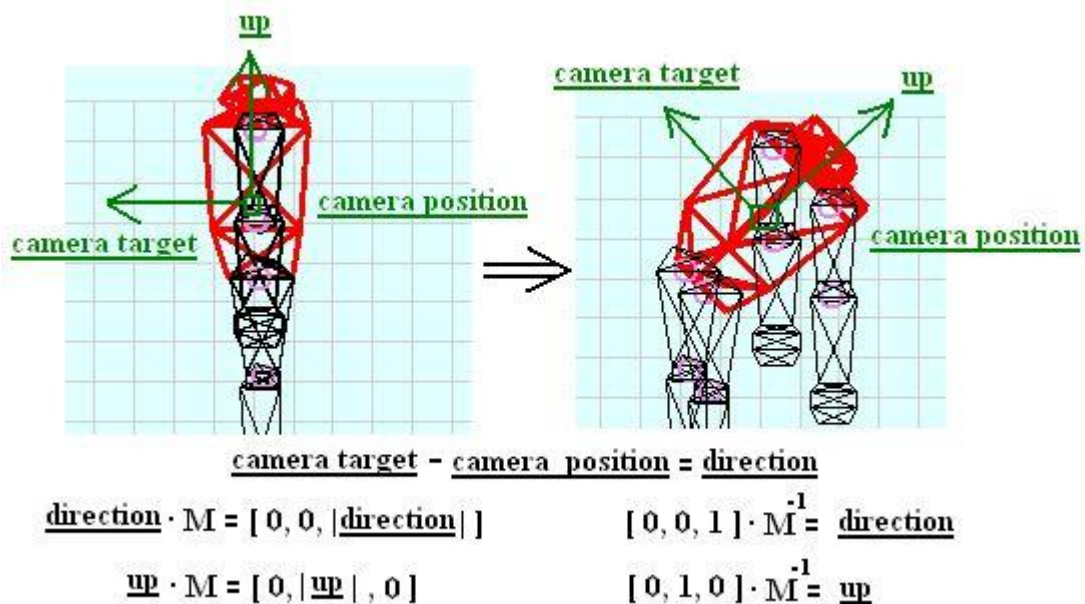 up
camera target
up
camera position
camera target
camera position
camera target - camera position = direction
direction · M = [ 0, 0, |direction| ]
[ 0, 0, 1 ] · M⁻¹ = direction
up · M = [ 0, |up| , 0 ]
[ 0, 1, 0 ] · M⁻¹ = up